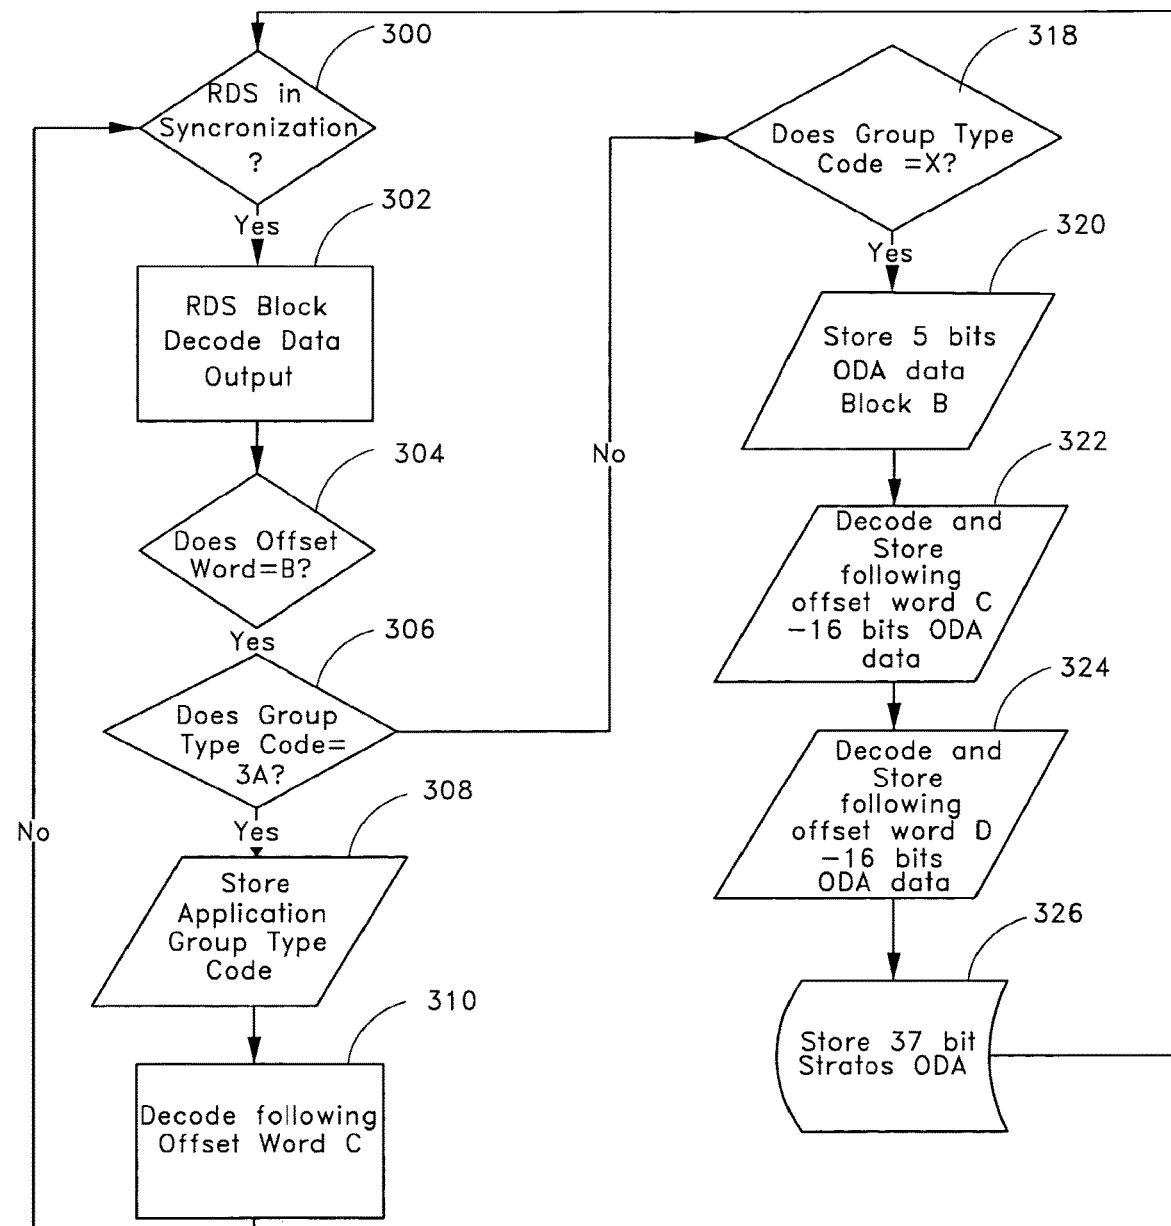 300
RDS in
Syncronization
?
Yes
302
RDS Block
Decode Data
Output
304
Does Offset
Word=B?
Yes
306
Does Group
Type Code=
3A?
Yes
308
Store
Application
Group Type
Code
310
Decode following
Offset Word C
No
No
318
Does Group Type
Code =X?
Yes
320
Store 5 bits
ODA data
Block B
322
Decode and
Store
following
offset word C
-16 bits ODA
data
324
Decode and
Store
following
offset word D
-16 bits
ODA data
326
Store 37 bit
Stratos ODA